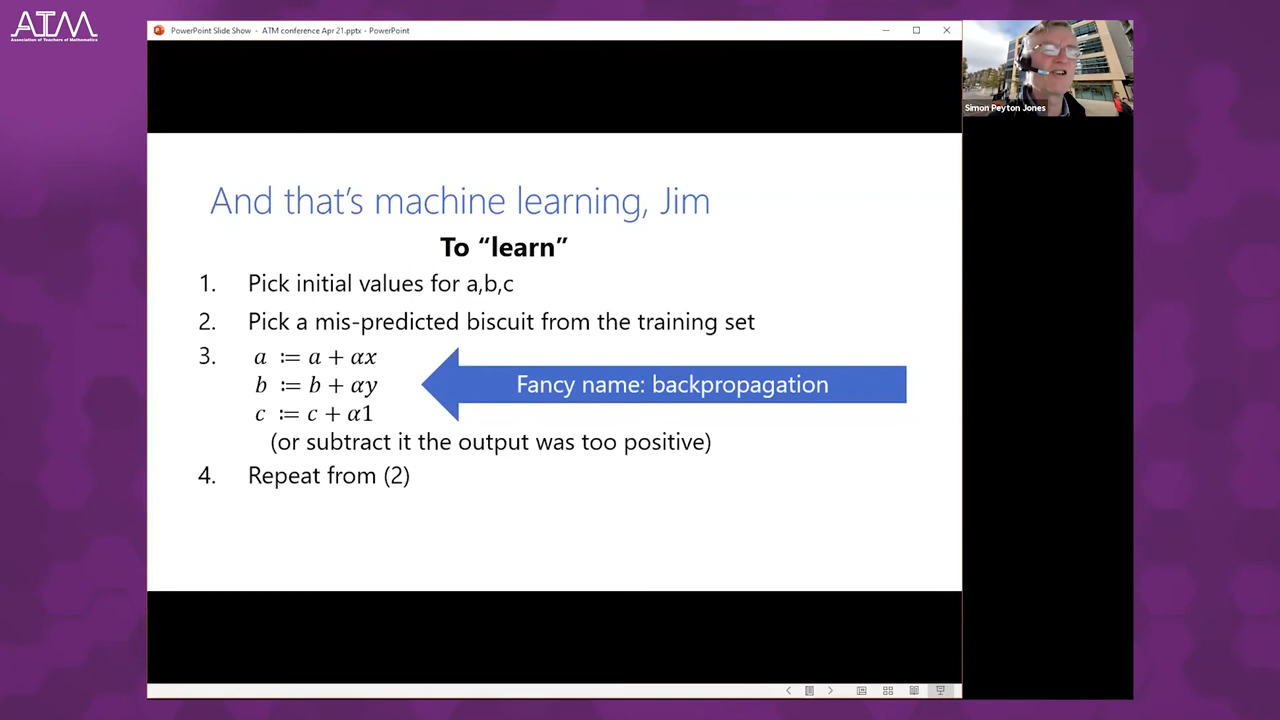 ATM
Association of Teachers of Mathematics
PowerPoint Slide Show - ATM conference Apr 21.pptx - PowerPoint
Simon Peyton Jones
And that's machine learning, Jim
To “learn”
1. Pick initial values for a,b,c
2. Pick a mis-predicted biscuit from the training set
3. a := a + αx
b := b + αy
c := c + α1
Fancy name: backpropagation
(or subtract it the output was too positive)
4. Repeat from (2)